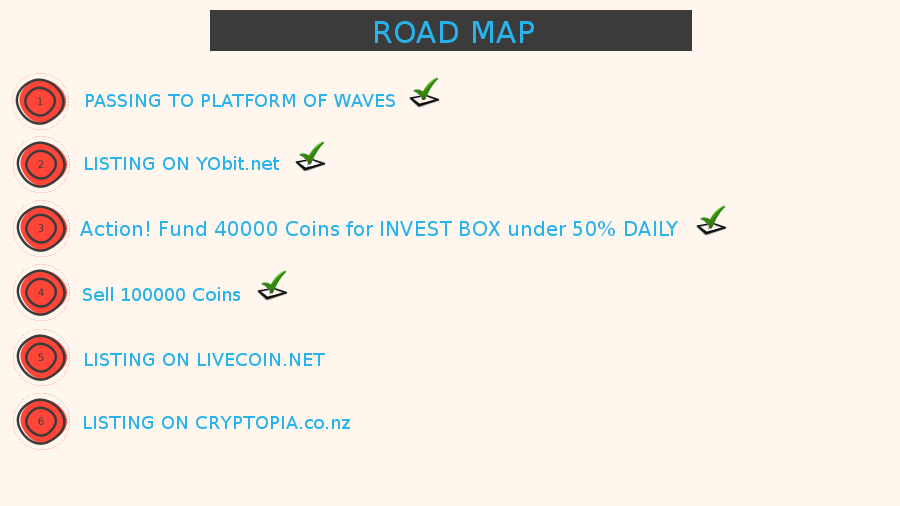 ROAD MAP
1 PASSING TO PLATFORM OF WAVES
2 LISTING ON YObit.net
3 Action! Fund 40000 Coins for INVEST BOX under 50% DAILY
4 Sell 100000 Coins
5 LISTING ON LIVECOIN.NET
6 LISTING ON CRYPTOPIA.co.nz